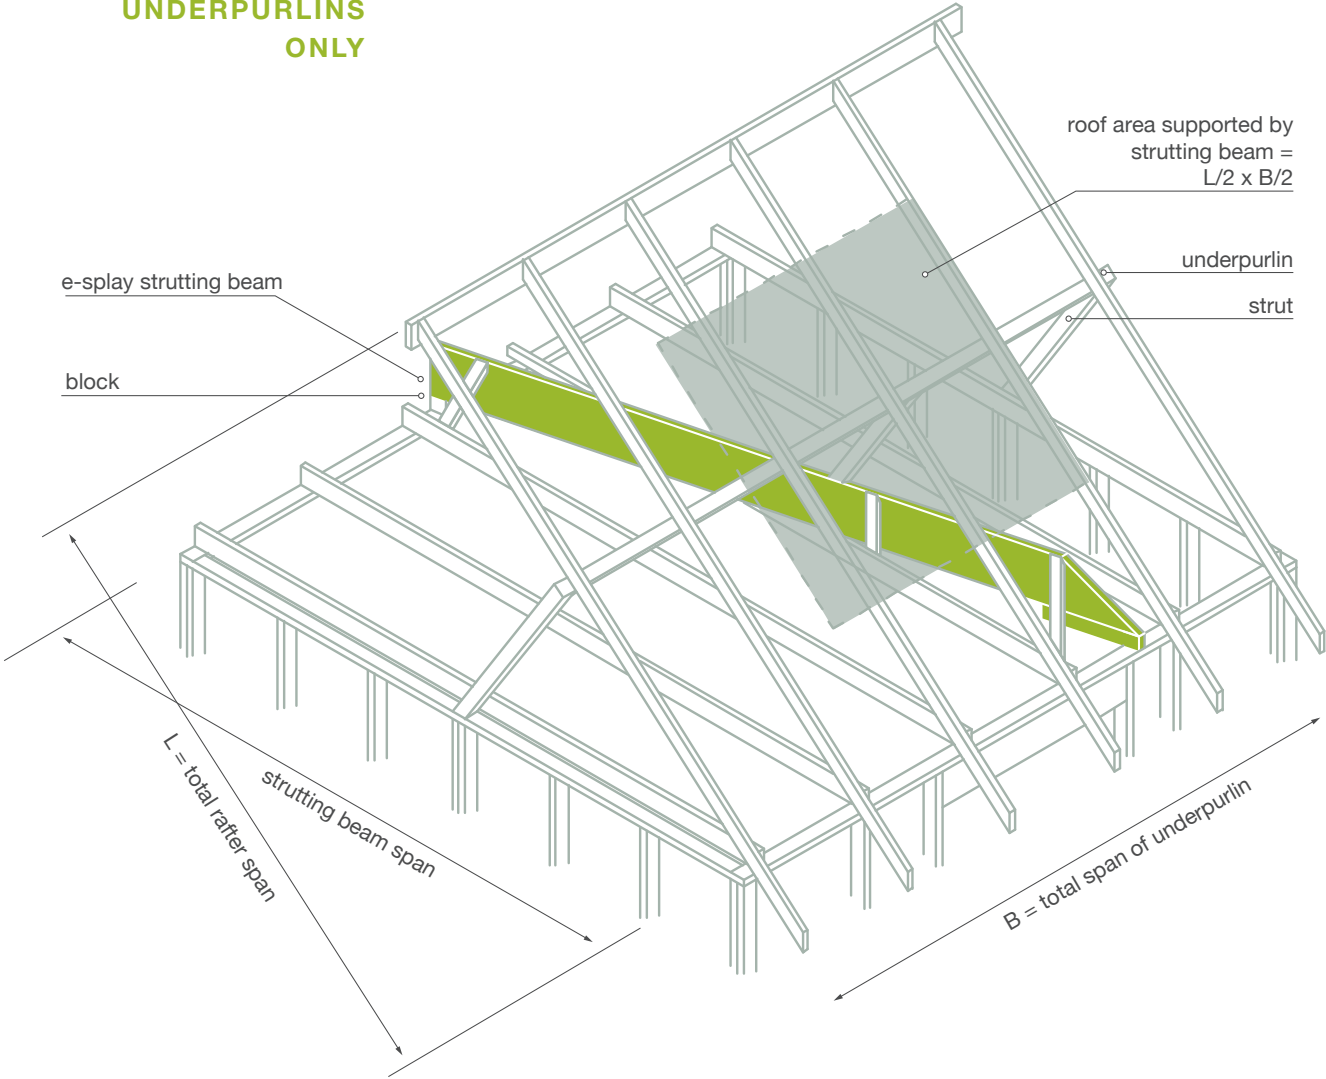 UNDERPURLINS
ONLY
roof area supported by
strutting beam =
L/2 x B/2
underpurlin
strut
e-splay strutting beam
block
L = total rafter span
strutting beam span
B = total span of underpurlin